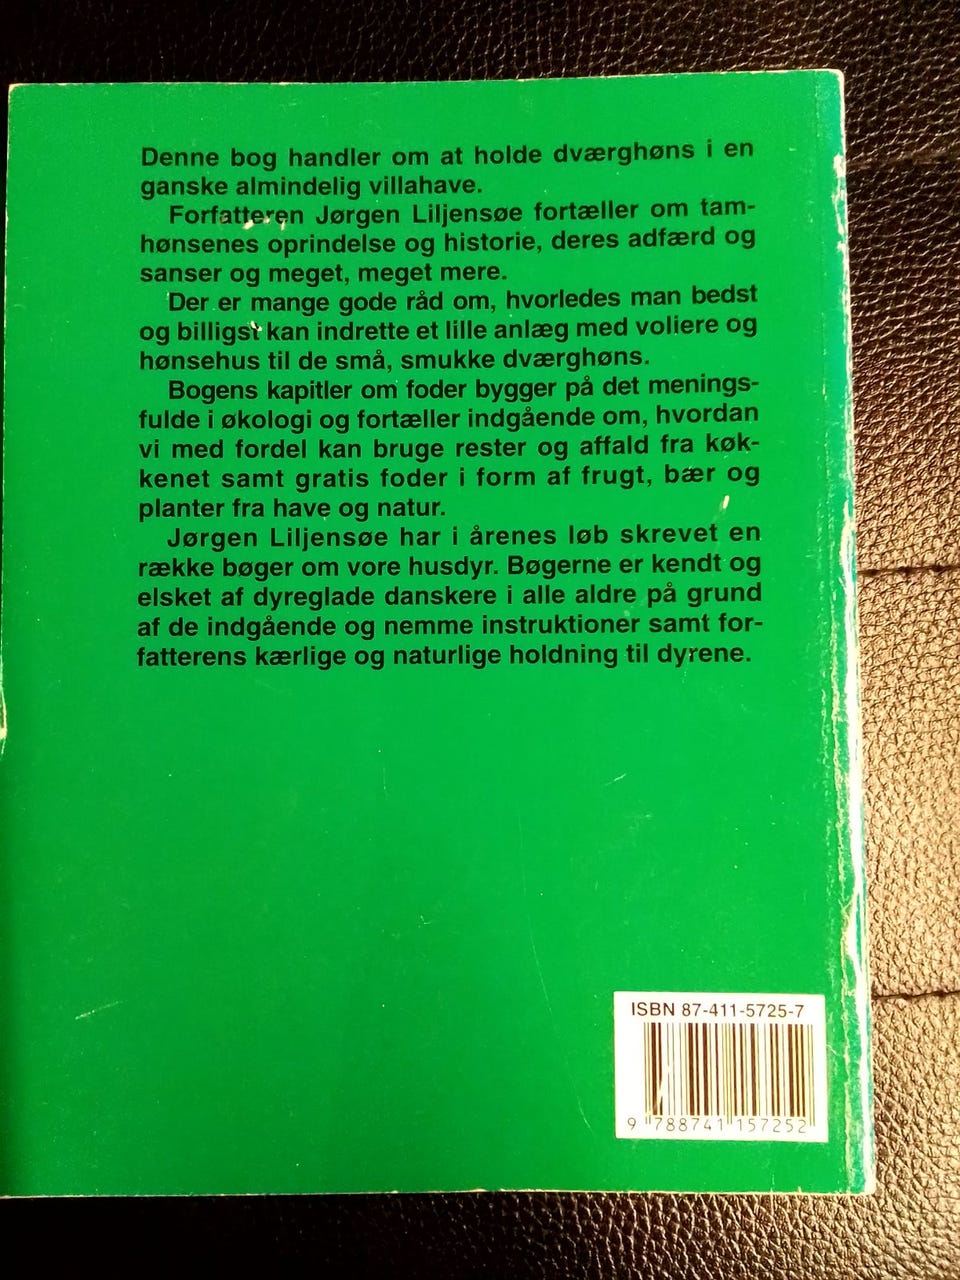 Denne bog handler om at holde dværghøns i en
ganske almindelig villahave.
Forfatteren Jørgen Liljensøe fortæller om tam-
hønsenes oprindelse og historie, deres adfærd og
sanser og meget, meget mere.
Der er mange gode råd om, hvorledes man bedst
og billigst kan indrette et lille anlæg med voliere og
hønsehus til de små, smukke dværghøns.
Bogens kapitler om foder bygger på det menings-
fulde i økologi og fortæller indgående om, hvordan
vi med fordel kan bruge rester og affald fra køk-
kenet samt gratis foder i form af frugt, bær og
planter fra have og natur.
Jørgen Liljensøe har i årenes løb skrevet en
række bøger om vore husdyr. Bøgerne er kendt og
elsket af dyreglade danskere i alle aldre på grund
af de indgående og nemme instruktioner samt for-
fatterens kærlige og naturlige holdning til dyrene.
ISBN 87-411-5725-7
9 788741 157252